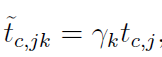 t̃_{c,jk} = γ_k t_{c,j},